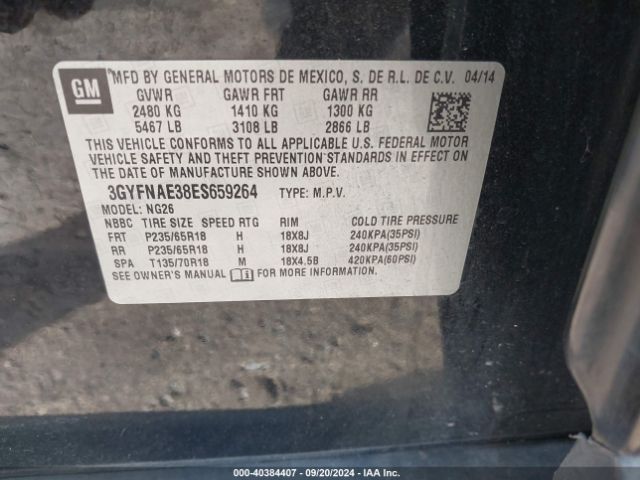 GM
MFD BY GENERAL MOTORS DE MEXICO, S. DE R.L. DE C.V. 04/14
GVWR GAWR FRT GAWR RR
2480 KG 1410 KG 1300 KG
5467 LB 3108 LB 2866 LB
THIS VEHICLE CONFORMS TO ALL APPLICABLE U.S. FEDERAL MOTOR
VEHICLE SAFETY AND THEFT PREVENTION STANDARDS IN EFFECT ON
THE DATE OF MANUFACTURE SHOWN ABOVE.
3GYFNAE38ES659264 TYPE: M.P.V.
MODEL: NG26
NBBC TIRE SIZE SPEED RTG RIM COLD TIRE PRESSURE
FRT P235/65R18 H 18X8J 240KPA(35PSI)
RR P235/65R18 H 18X8J 240KPA(35PSI)
SPA T135/70R18 M 18X4.5B 420KPA(60PSI)
SEE OWNER'S MANUAL FOR MORE INFORMATION.
000-40384407 - 09/20/2024 - IAA Inc.